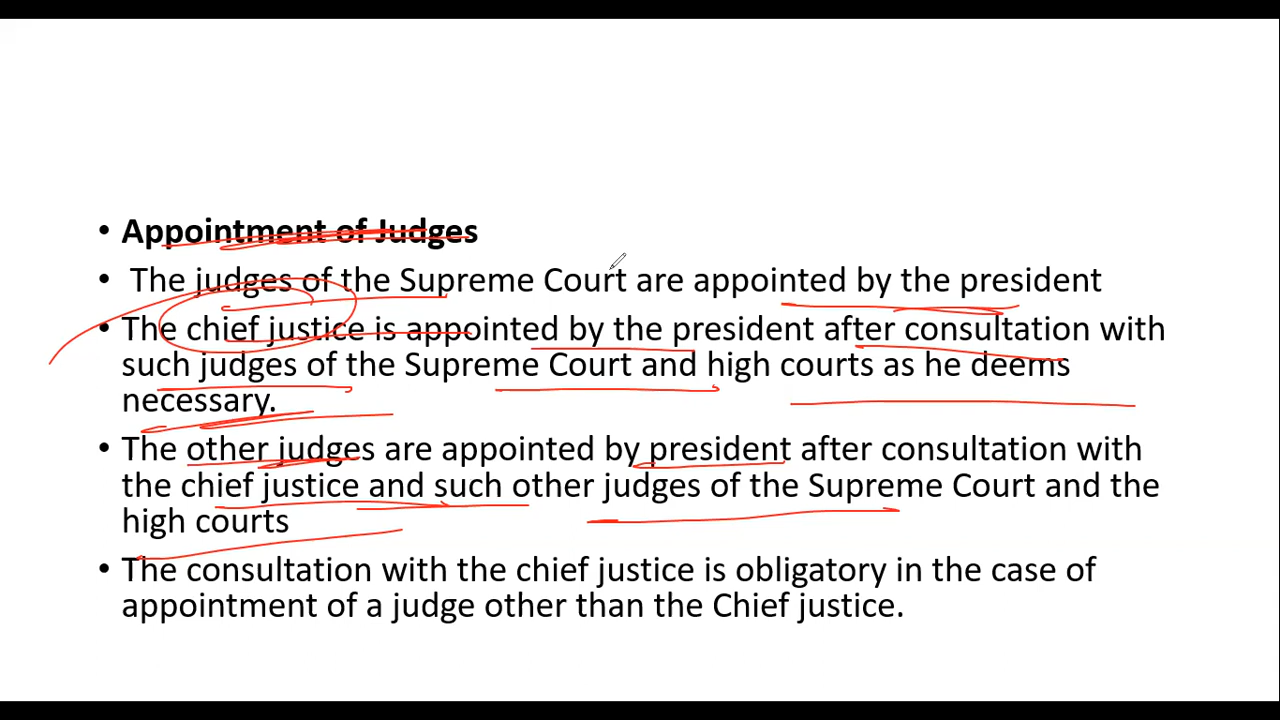 • Appointment of Judges
• The judges of the Supreme Court are appointed by the president
• The chief justice is appointed by the president after consultation with
such judges of the Supreme Court and high courts as he deems
necessary.
• The other judges are appointed by president after consultation with
the chief justice and such other judges of the Supreme Court and the
high courts
• The consultation with the chief justice is obligatory in the case of
appointment of a judge other than the Chief justice.